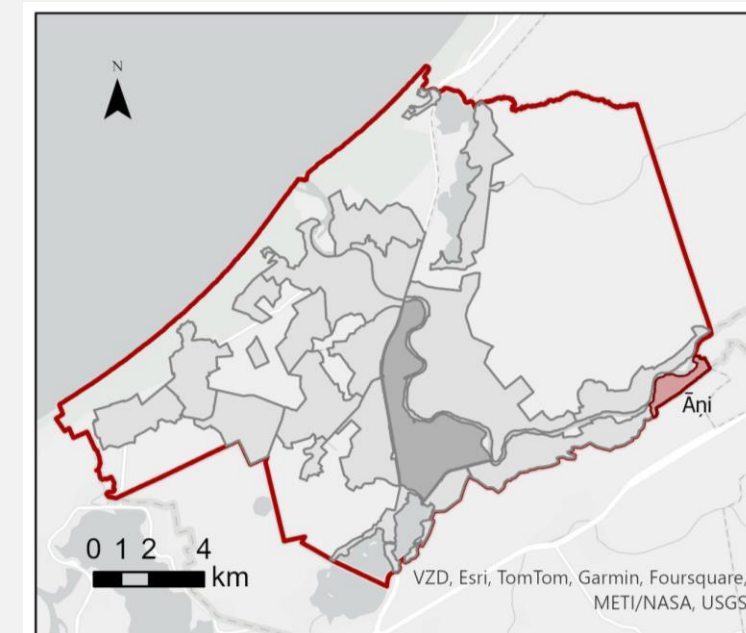 N
Āņi
0 1 2 4
km
VZD, Esri, TomTom, Garmin, Foursquare,
METI/NASA, USGS